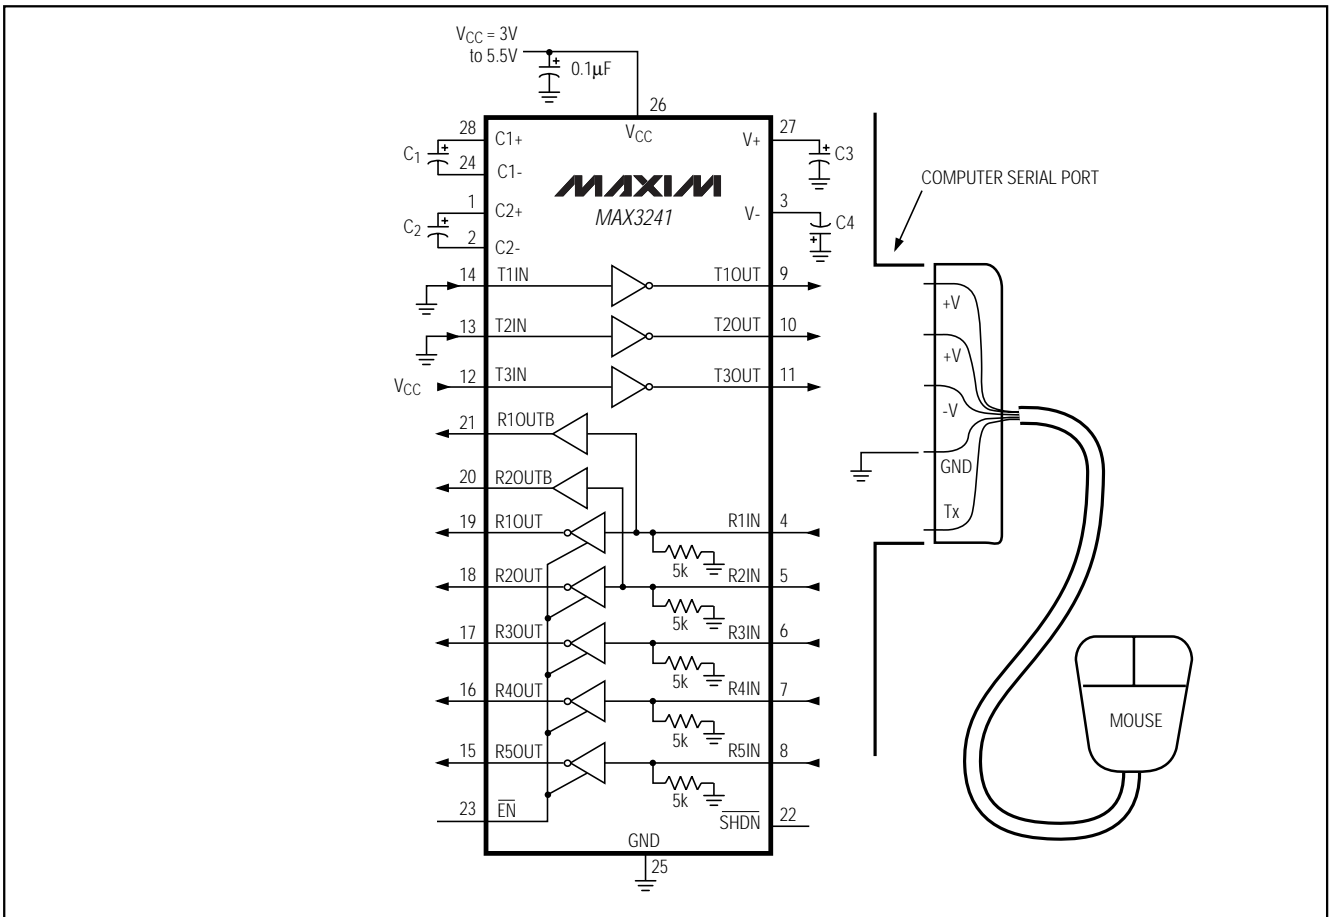 VCC = 3V
to 5.5V
0.1µF
26
28
C1+
VCC
V+
27
C1
C3
24
C1-
MAXIM
MAX3241
1
C2+
V-
3
C2
C4
2
C2-
COMPUTER SERIAL PORT
14
T1IN
T1OUT
9
13
T2IN
T2OUT
10
VCC
12
T3IN
T3OUT
11
21
R1OUTB
20
R2OUTB
19
R1OUT
R1IN
4
5k
18
R2OUT
R2IN
5
5k
17
R3OUT
R3IN
6
5k
16
R4OUT
R4IN
7
5k
15
R5OUT
R5IN
8
5k
23
EN
SHDN
22
GND
25
+V
+V
-V
GND
Tx
MOUSE